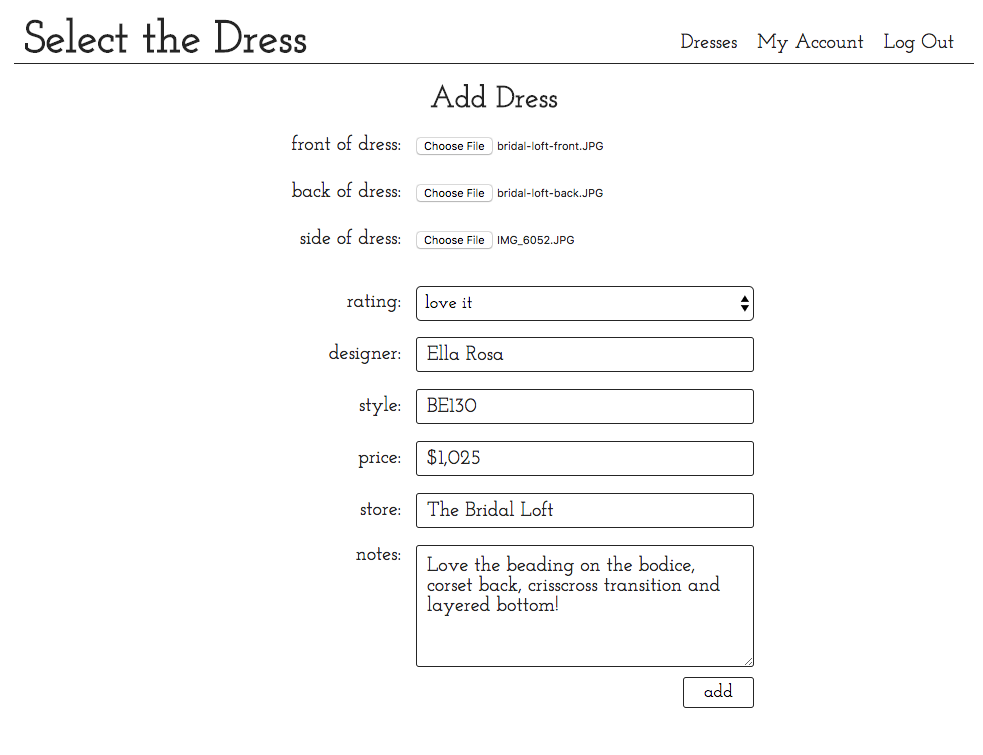 Select the Dress
Dresses My Account Log Out
Add Dress
front of dress: Choose File bridal-loft-front.JPG
back of dress: Choose File bridal-loft-back.JPG
side of dress: Choose File IMG_6052.JPG
rating: love it
designer: Ella Rosa
style: BE130
price: $1,025
store: The Bridal Loft
notes: Love the beading on the bodice,
corset back, crisscross transition and
layered bottom!
add